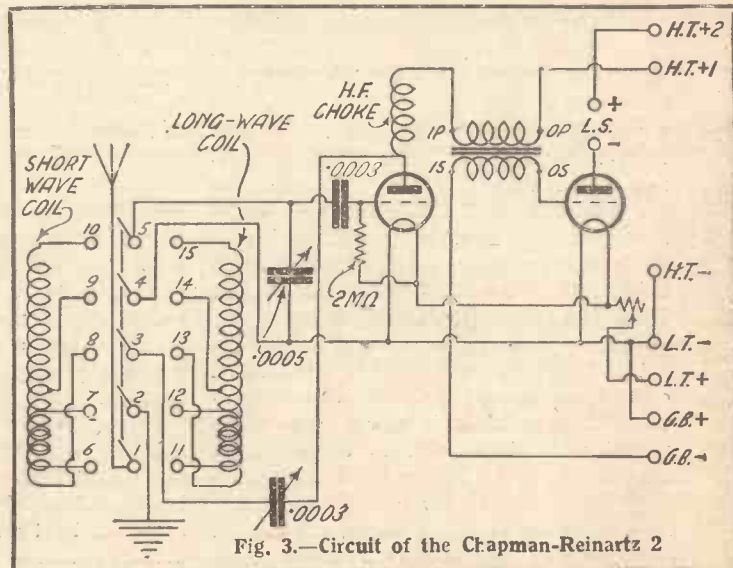 H.T.+2
H.T.+1
+
L.S.
-
H.F.
CHOKE
LONG-WAVE
COIL
SHORT
WAVE
COIL
IP
OP
IS
OS
.0003
2MΩ
.0005
.0003
10
9
8
7
6
5
4
3
2
1
15
14
13
12
11
H.T.-
L.T.-
L.T.+
G.B.+
G.B.-
Fig. 3.—Circuit of the Chapman-Reinartz 2